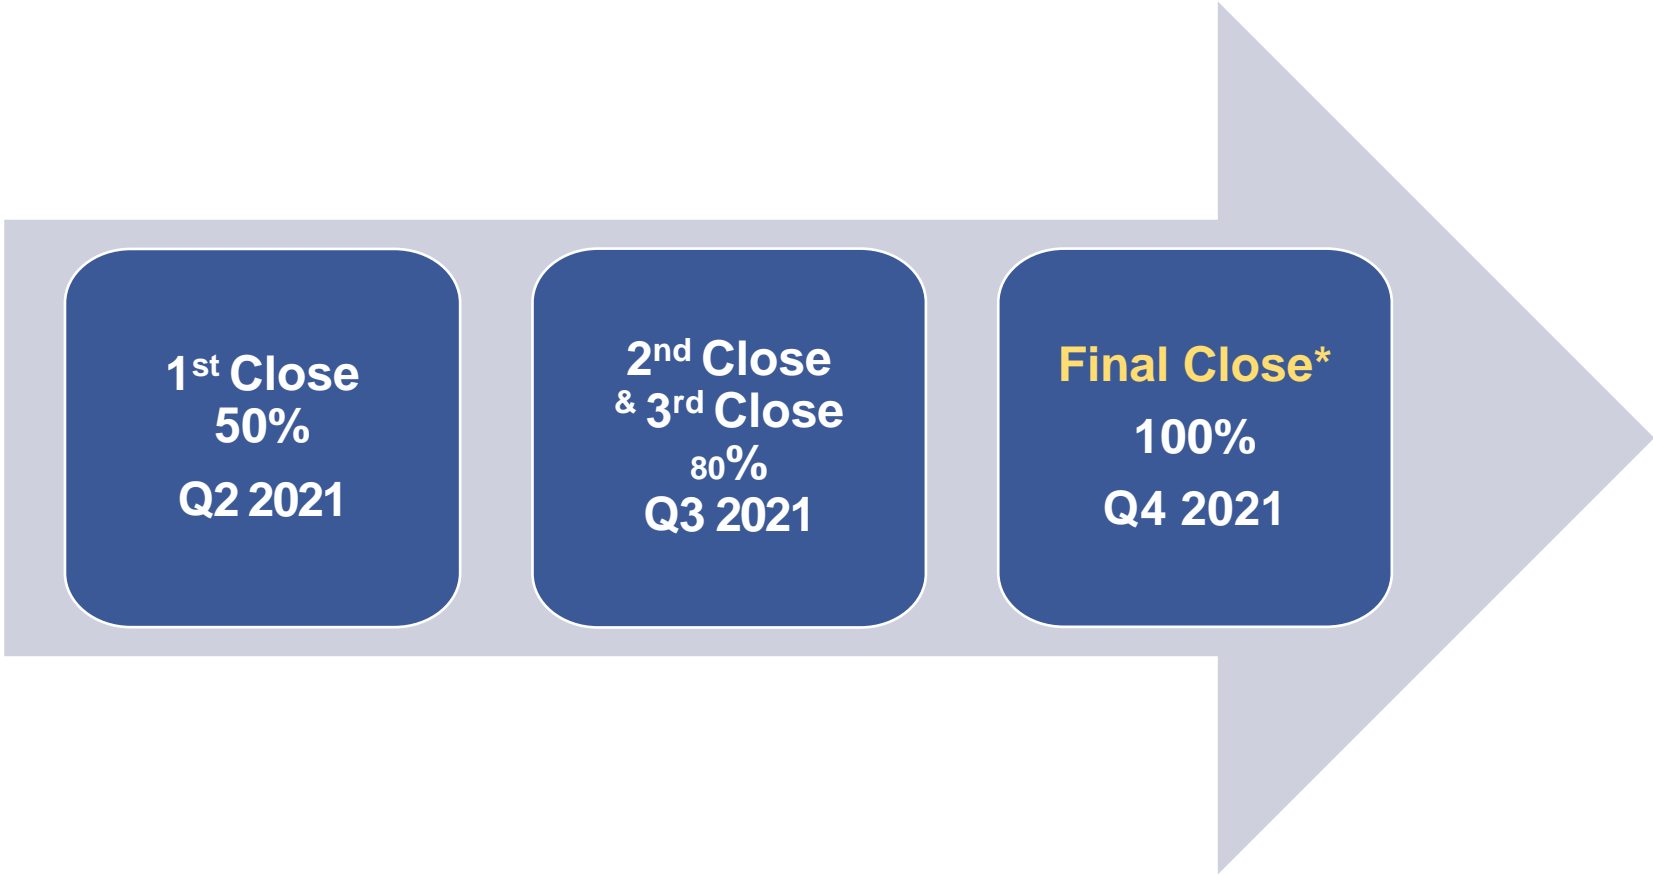 1st Close
50%
Q2 2021
2nd Close
& 3rd Close
80%
Q3 2021
Final Close*
100%
Q4 2021